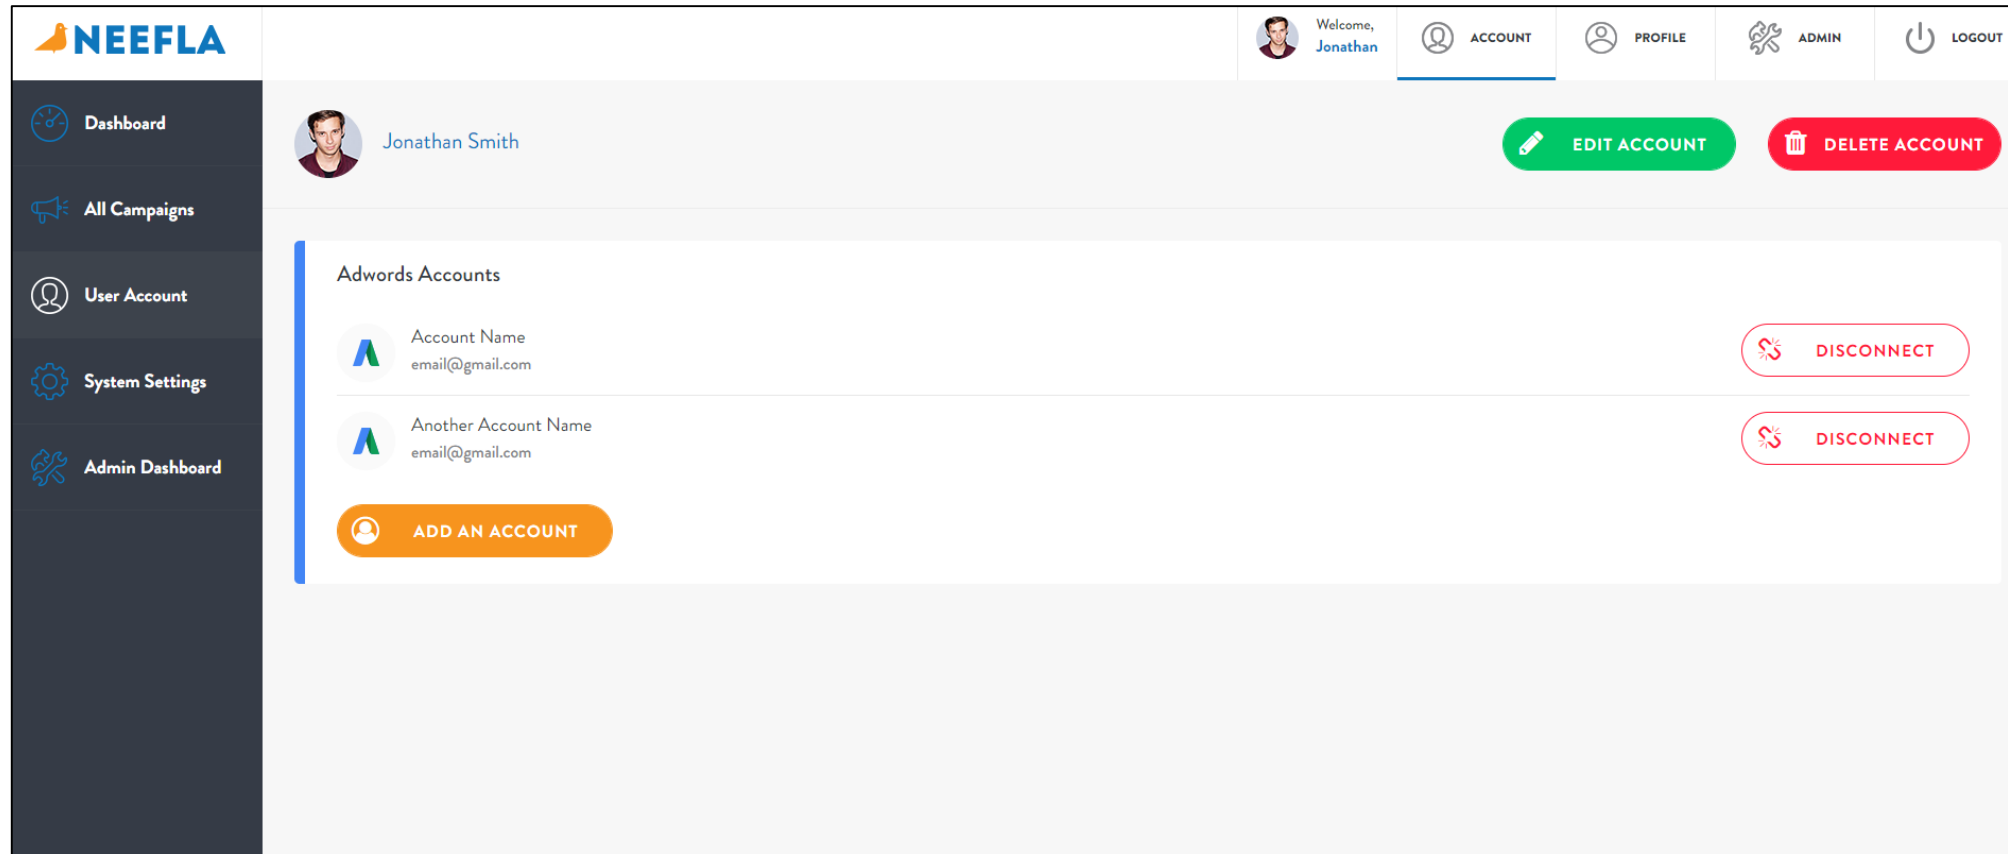 NEEFLA
Welcome,
Jonathan
ACCOUNT
PROFILE
ADMIN
LOGOUT
Dashboard
All Campaigns
User Account
System Settings
Admin Dashboard
Jonathan Smith
EDIT ACCOUNT
DELETE ACCOUNT
Adwords Accounts
Account Name
email@gmail.com
DISCONNECT
Another Account Name
email@gmail.com
DISCONNECT
ADD AN ACCOUNT